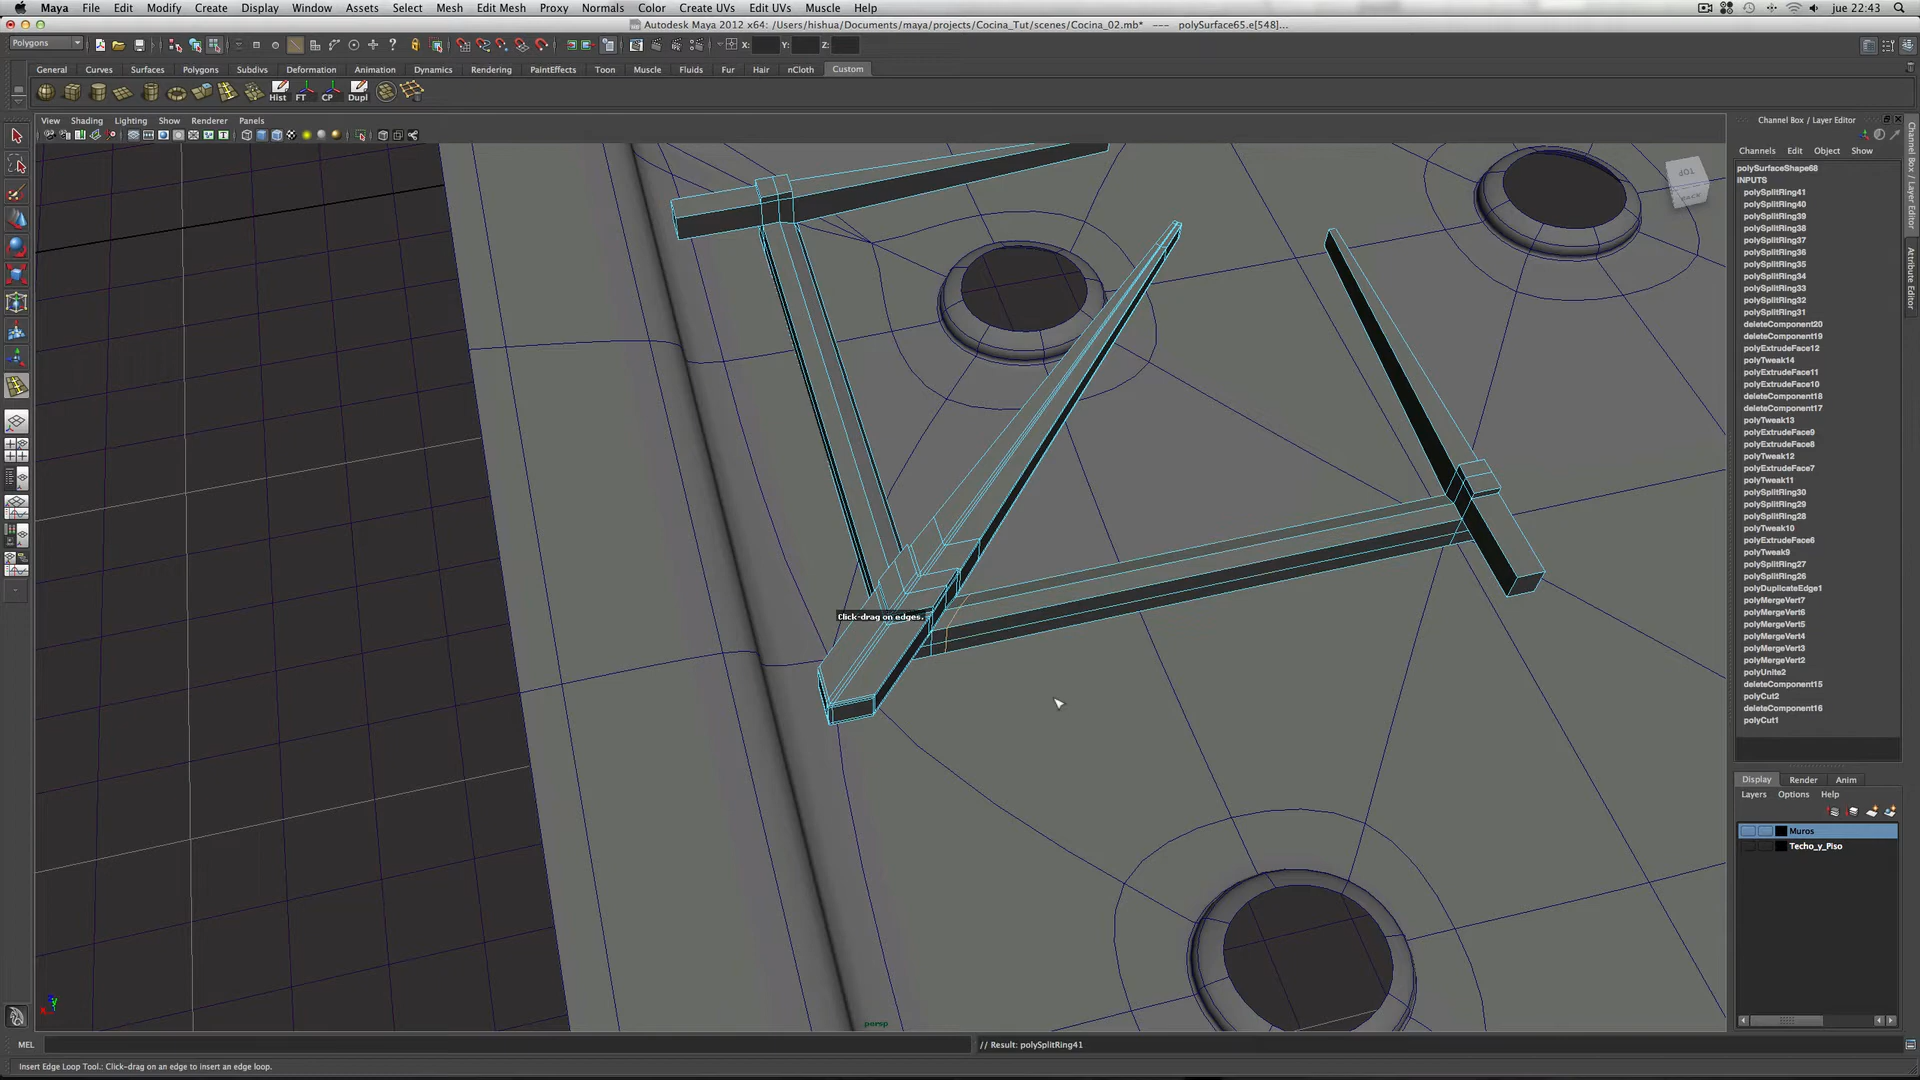 Maya File Edit Modify Create Display Window Assets Select Mesh Edit Mesh Proxy Normals Color Create UVs Edit UVs Muscle Help jue 22:43
Autodesk Maya 2012 x64: /Users/hishua/Documents/maya/projects/Cocina_Tut/scenes/Cocina_02.mb* --- polySurface65.e[548]...
Polygons X: Y: Z:
General Curves Surfaces Polygons Subdivs Deformation Animation Dynamics Rendering PaintEffects Toon Muscle Fluids Fur Hair nCloth Custom
Hist FT CP Dupl
View Shading Lighting Show Renderer Panels
Channel Box / Layer Editor
Channels Edit Object Show
polySurfaceShape68
INPUTS
polySplitRing41
polySplitRing40
polySplitRing39
polySplitRing38
polySplitRing37
polySplitRing36
polySplitRing35
polySplitRing34
polySplitRing33
polySplitRing32
polySplitRing31
deleteComponent20
deleteComponent19
polyExtrudeFace12
polyTweak14
polyExtrudeFace11
polyExtrudeFace10
deleteComponent18
deleteComponent17
polyTweak13
polyExtrudeFace9
polyExtrudeFace8
polyTweak12
polyExtrudeFace7
polyTweak11
polySplitRing30
polySplitRing29
polySplitRing28
polyTweak10
polyExtrudeFace6
polyTweak9
polySplitRing27
polySplitRing26
polyDuplicateEdge1
polyMergeVert7
polyMergeVert6
polyMergeVert5
polyMergeVert4
polyMergeVert3
polyMergeVert2
polyUnite2
deleteComponent15
polyCut2
deleteComponent16
polyCut1
Channel Box / Layer Editor
Attribute Editor
TOP
BACK
Click-drag on edges.
persp
Display Render Anim
Layers Options Help
Muros
Techo_y_Piso
MEL // Result: polySplitRing41
Insert Edge Loop Tool.: Click-drag on an edge to insert an edge loop.